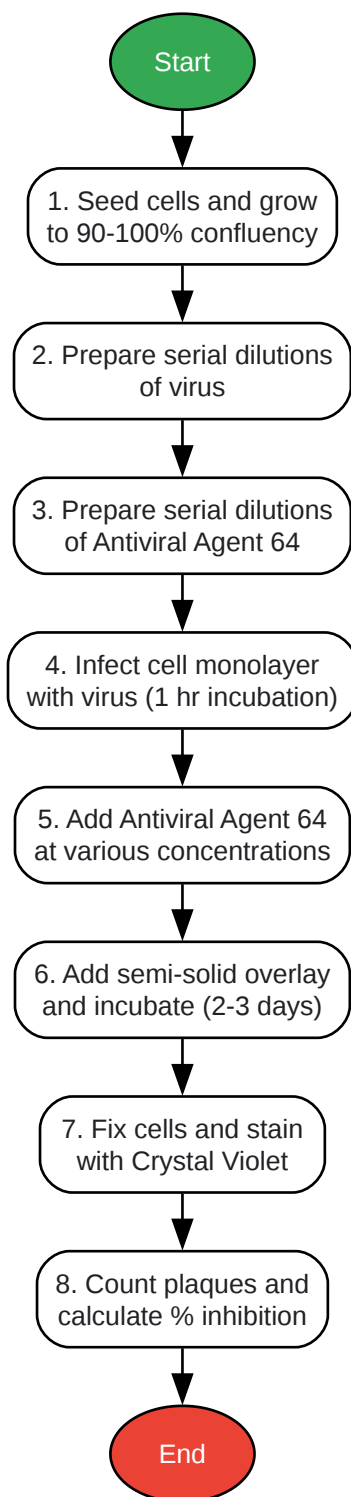 Start
1. Seed cells and grow
to 90-100% confluency
2. Prepare serial dilutions
of virus
3. Prepare serial dilutions
of Antiviral Agent 64
4. Infect cell monolayer
with virus (1 hr incubation)
5. Add Antiviral Agent 64
at various concentrations
6. Add semi-solid overlay
and incubate (2-3 days)
7. Fix cells and stain
with Crystal Violet
8. Count plaques and
calculate % inhibition
End